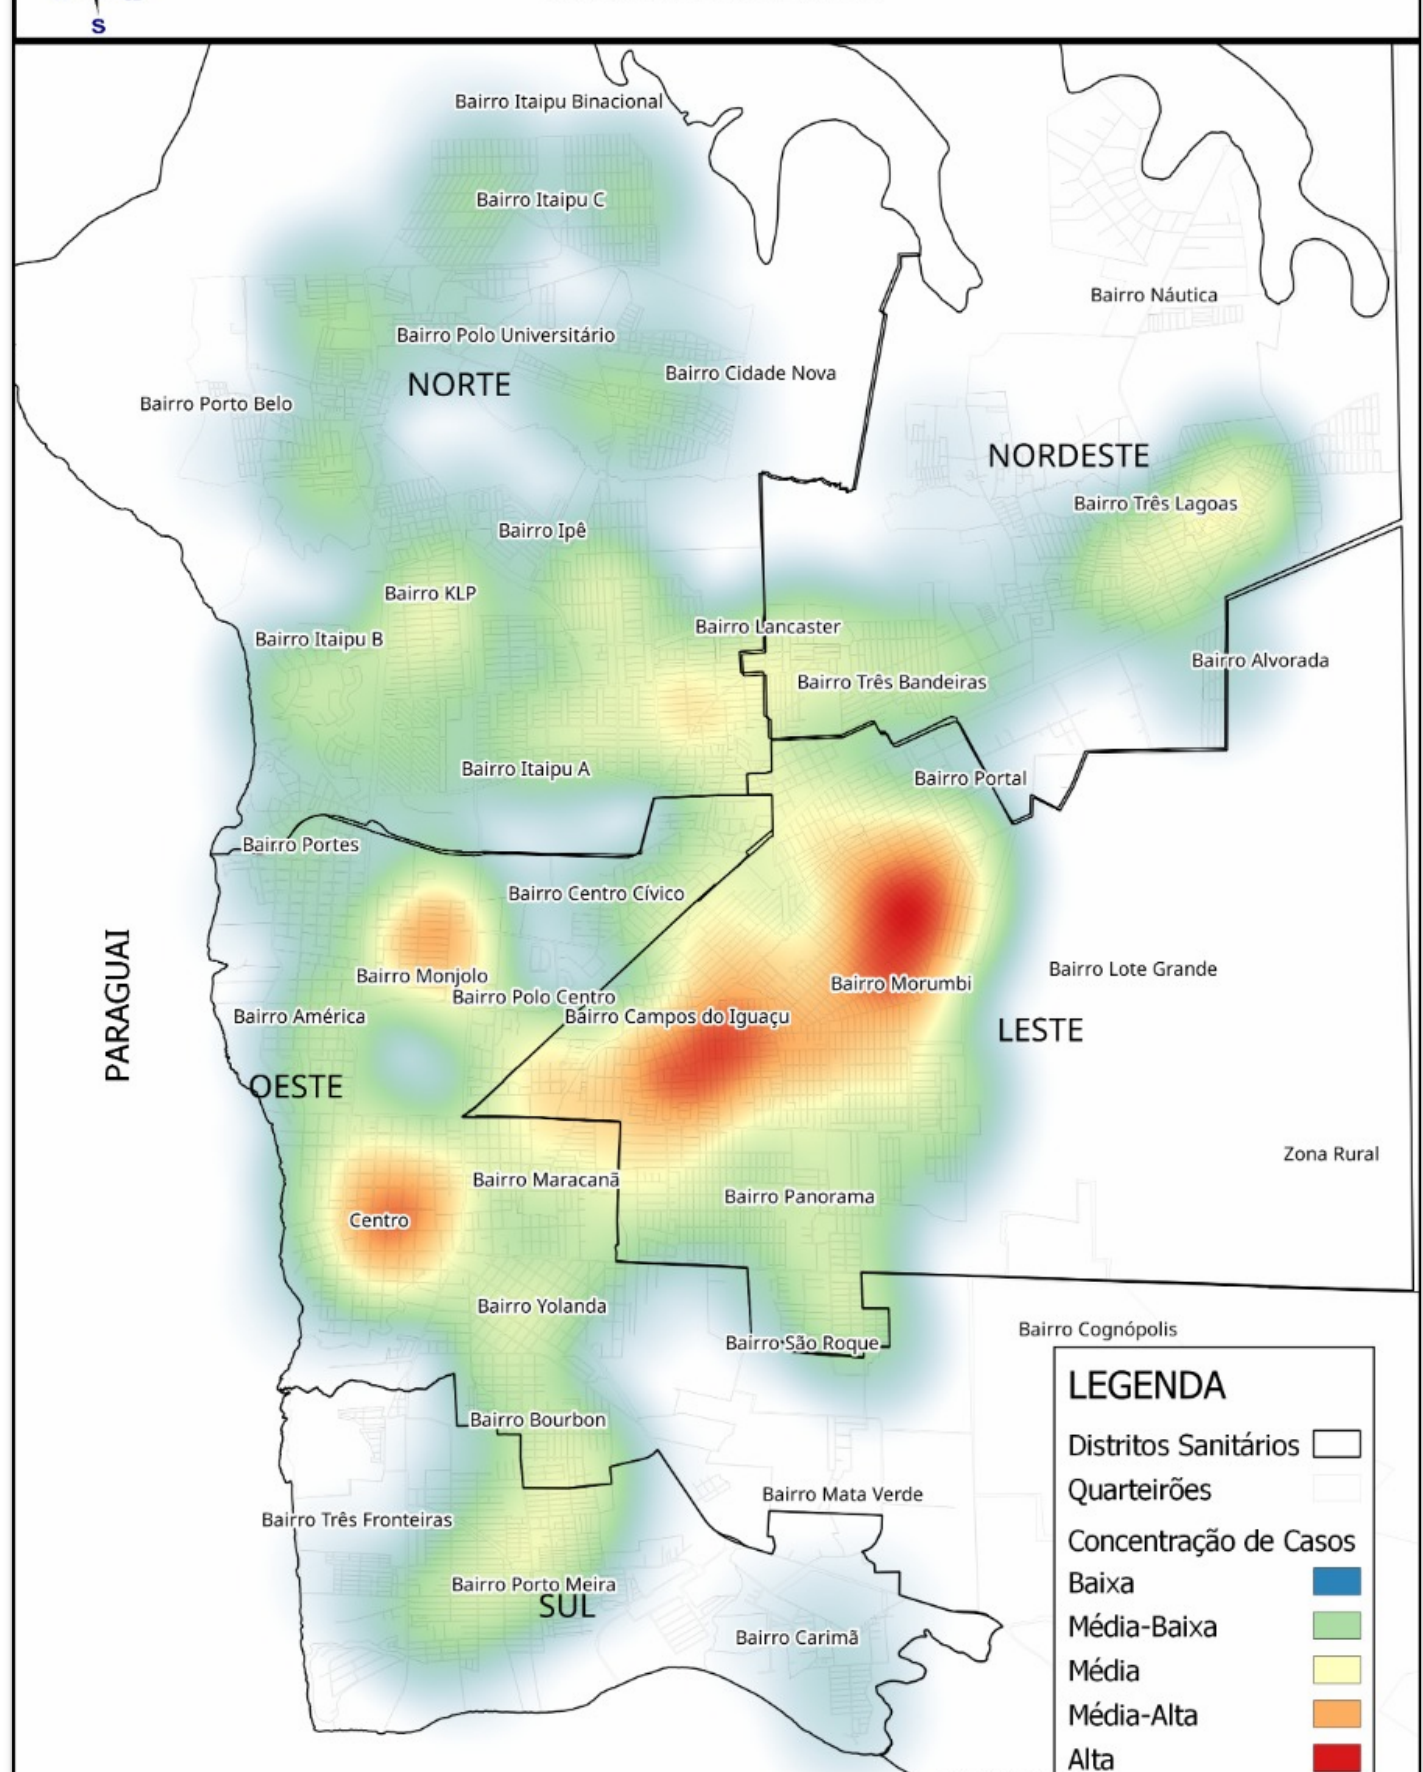 S
Bairro Itaipu Binacional
Bairro Itaipu C
Bairro Náutica
Bairro Polo Universitário
Bairro Cidade Nova
NORTE
Bairro Porto Belo
NORDESTE
Bairro Três Lagoas
Bairro Ipê
Bairro KLP
Bairro Lancaster
Bairro Itaipu B
Bairro Alvorada
Bairro Três Bandeiras
Bairro Itaipu A
Bairro Portal
Bairro Portes
Bairro Centro Cívico
PARAGUAI
Bairro Monjolo
Bairro Lote Grande
Bairro Morumbi
Bairro Polo Centro
Bairro América
Bairro Campos do Iguaçu
LESTE
OESTE
Zona Rural
Bairro Maracanã
Bairro Panorama
Centro
Bairro Yolanda
Bairro Cognópolis
Bairro São Roque
Bairro Bourbon
Bairro Mata Verde
Bairro Três Fronteiras
Bairro Porto Meira
SUL
Bairro Carimã
LEGENDA
Distritos Sanitários
Quarteirões
Concentração de Casos
Baixa
Média-Baixa
Média
Média-Alta
Alta